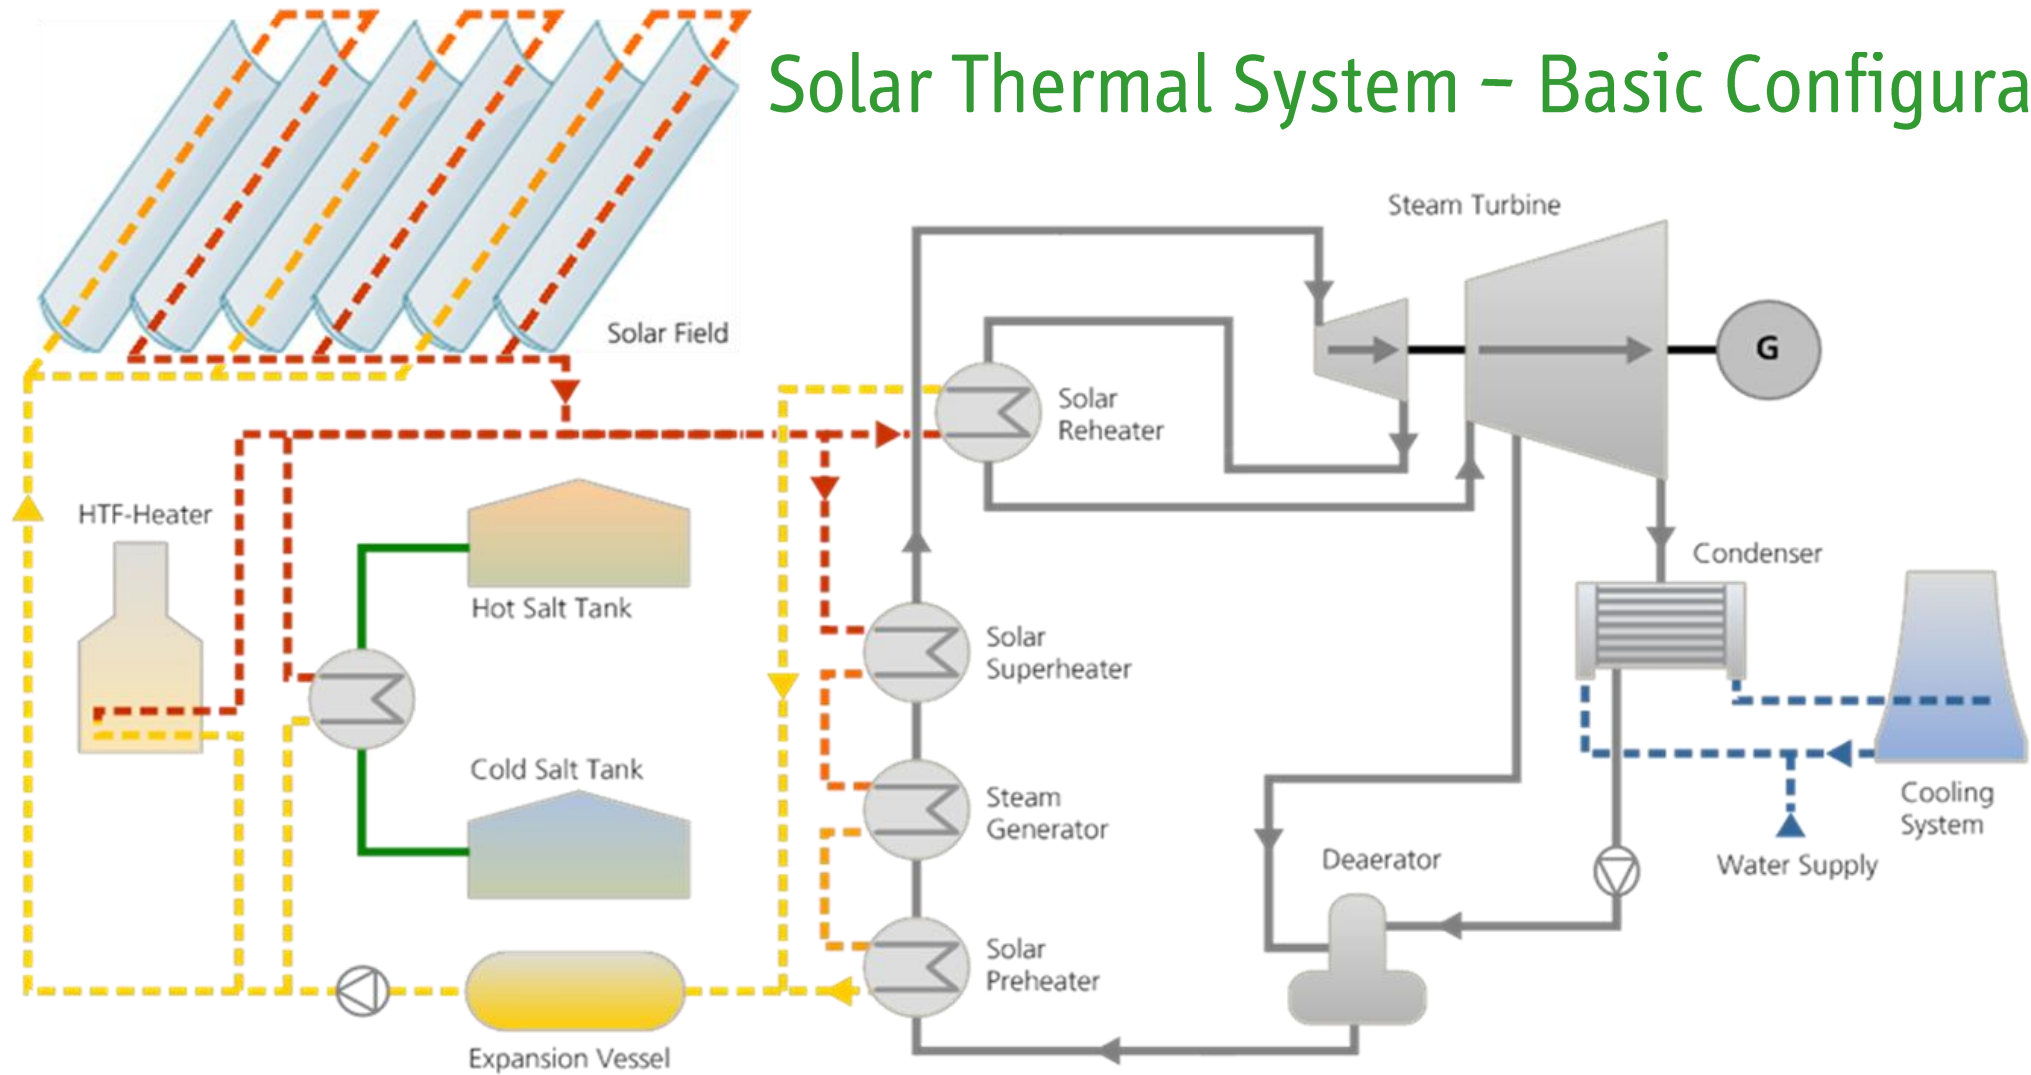 Solar Thermal System - Basic Configura
Steam Turbine
Solar Field
G
Solar
Reheater
HTF-Heater
Condenser
Hot Salt Tank
Solar
Superheater
Cold Salt Tank
Steam
Generator
Cooling
System
Deaerator
Water Supply
Solar
Preheater
Expansion Vessel